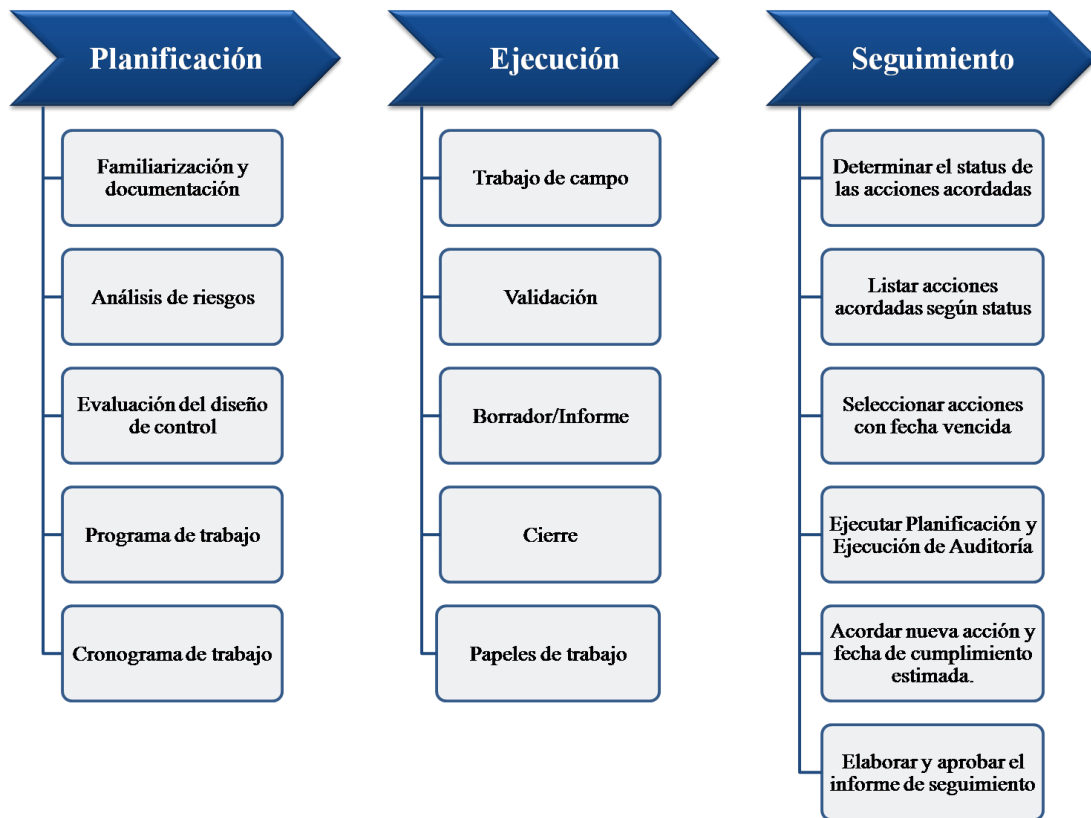 Planificación
Familiarización y
documentación
Análisis de riesgos
Evaluación del diseño
de control
Programa de trabajo
Cronograma de trabajo
Ejecución
Trabajo de campo
Validación
Borrador/Informe
Cierre
Papeles de trabajo
Seguimiento
Determinar el status de
las acciones acordadas
Listar acciones
acordadas según status
Seleccionar acciones
con fecha vencida
Ejecutar Planificación y
Ejecución de Auditoría
Acordar nueva acción y
fecha de cumplimiento
estimada.
Elaborar y aprobar el
informe de seguimiento